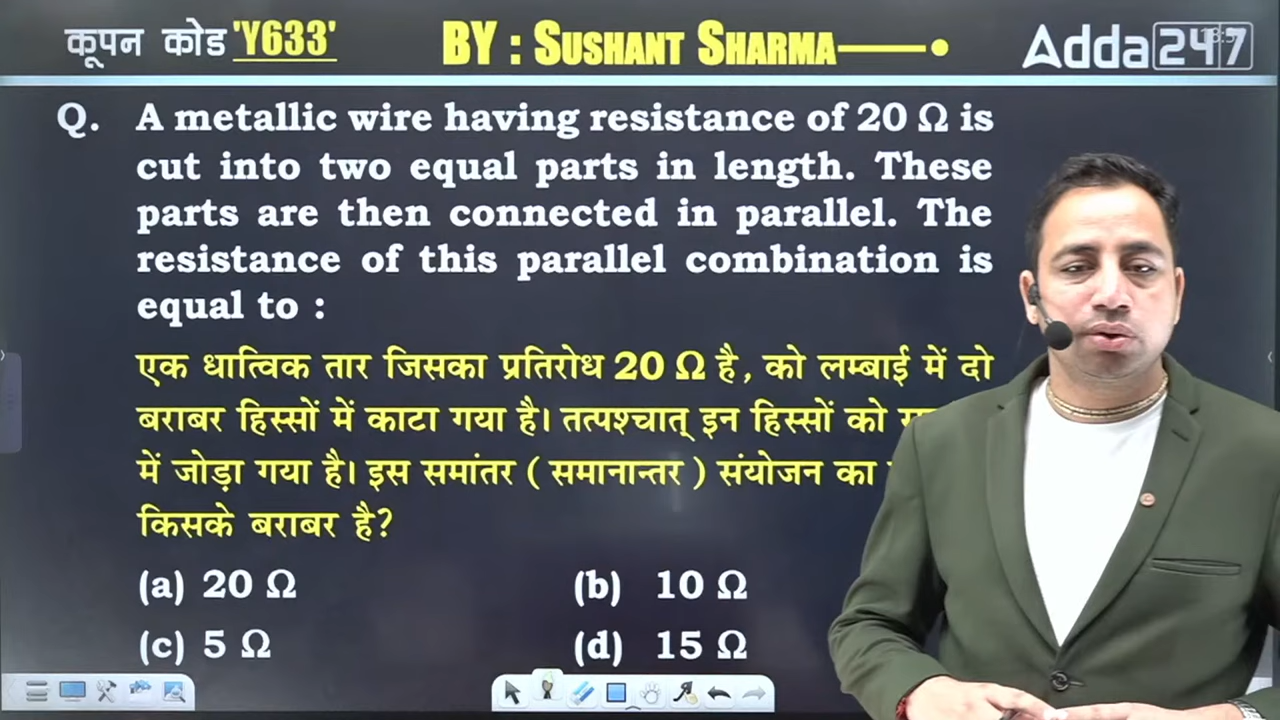 कूपन कोड 'Y633'
BY : SUSHANT SHARMA
Adda247
Q. A metallic wire having resistance of 20 Ω is
cut into two equal parts in length. These
parts are then connected in parallel. The
resistance of this parallel combination is
equal to :
एक धात्विक तार जिसका प्रतिरोध 20 Ω है, को लम्बाई में दो
बराबर हिस्सों में काटा गया है। तत्पश्चात् इन हिस्सों को
में जोड़ा गया है। इस समांतर ( समानान्तर ) संयोजन का
किसके बराबर है?
(a) 20 Ω (b) 10 Ω
(c) 5 Ω (d) 15 Ω